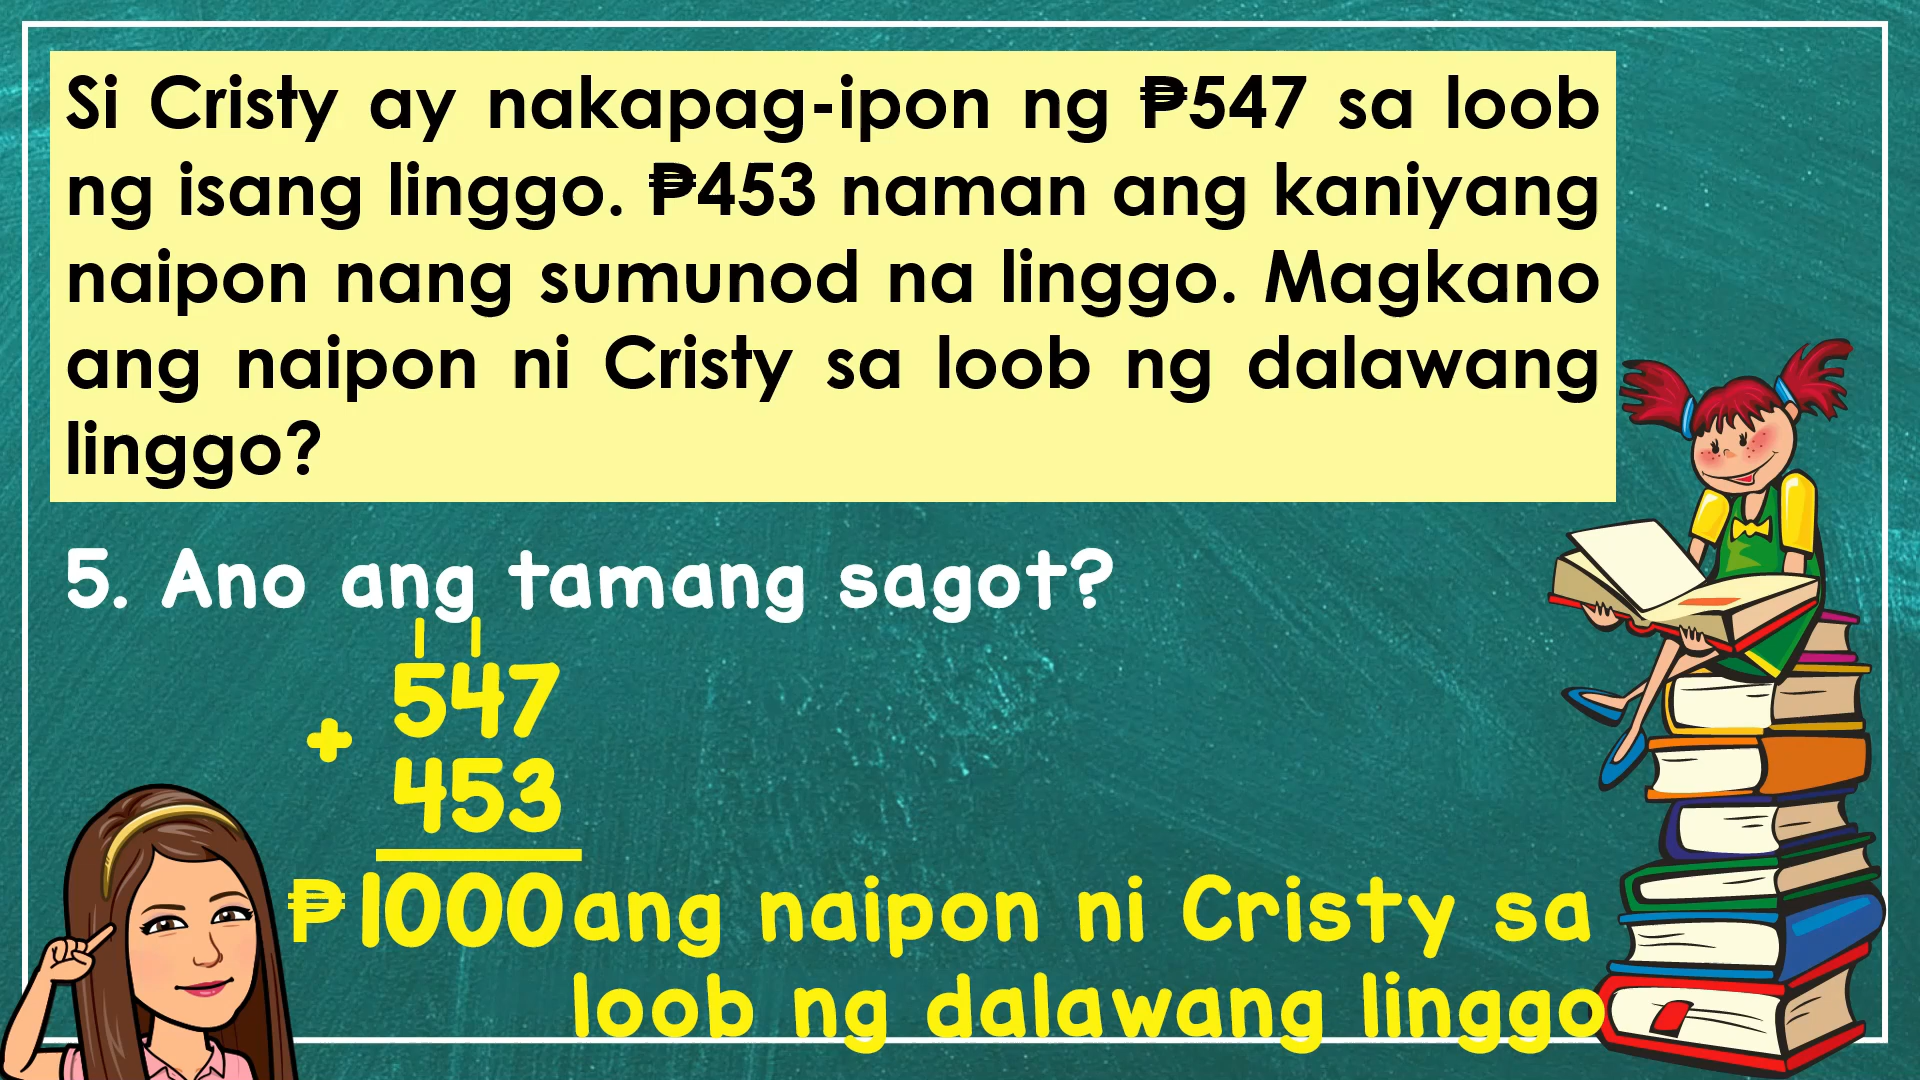 Si Cristy ay nakapag-ipon ng ₱547 sa loob
ng isang linggo. ₱453 naman ang kaniyang
naipon nang sumunod na linggo. Magkano
ang naipon ni Cristy sa loob ng dalawang
linggo?
5. Ano ang tamang sagot?
1 1
547
+
453
₱1000 ang naipon ni Cristy sa
loob ng dalawang linggo